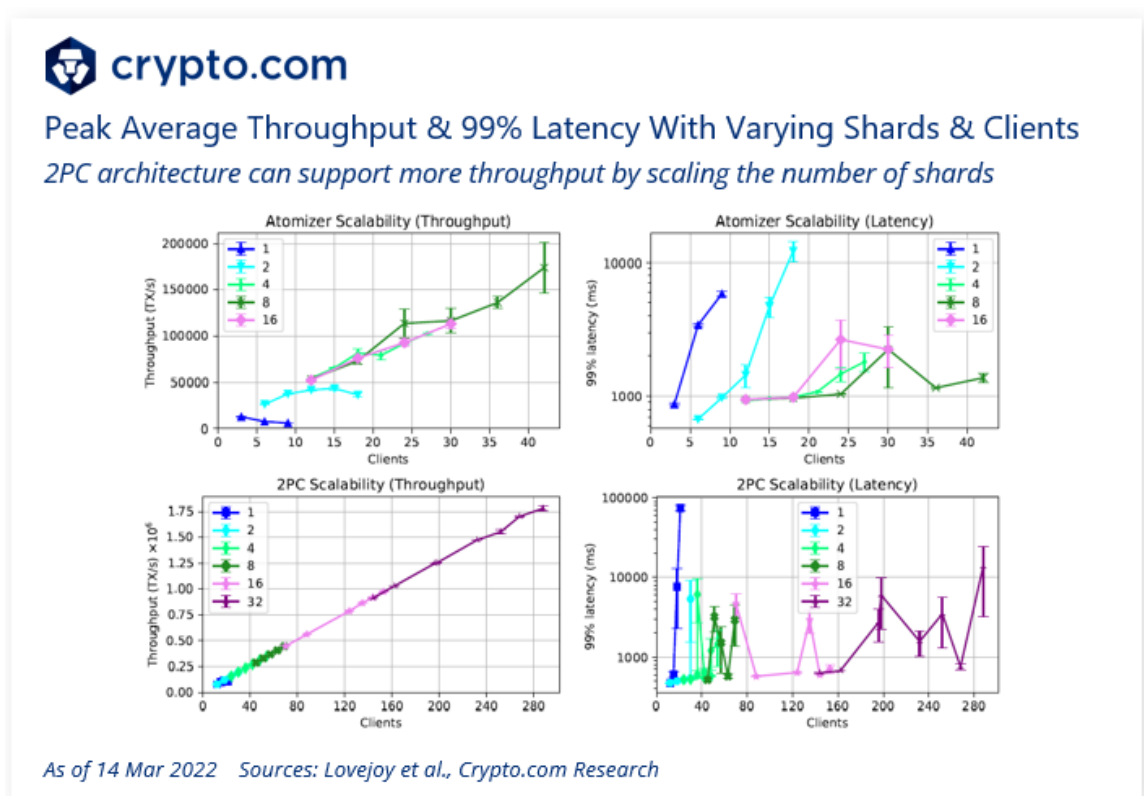 crypto.com
Peak Average Throughput & 99% Latency With Varying Shards & Clients
2PC architecture can support more throughput by scaling the number of shards
Atomizer Scalability (Throughput)
Throughput (TX/s)
200000
150000
100000
50000
0
1
2
4
8
16
0 5 10 15 20 25 30 35 40
Clients
Atomizer Scalability (Latency)
99% latency (ms)
10000
1000
1
2
4
8
16
0 5 10 15 20 25 30 35 40
Clients
2PC Scalability (Throughput)
Throughput (TX/s) ×10⁶
1.75
1.50
1.25
1.00
0.75
0.50
0.25
0.00
1
2
4
8
16
32
0 40 80 120 160 200 240 280
Clients
2PC Scalability (Latency)
99% latency (ms)
100000
10000
1000
1
2
4
8
16
32
0 40 80 120 160 200 240 280
Clients
As of 14 Mar 2022 Sources: Lovejoy et al., Crypto.com Research